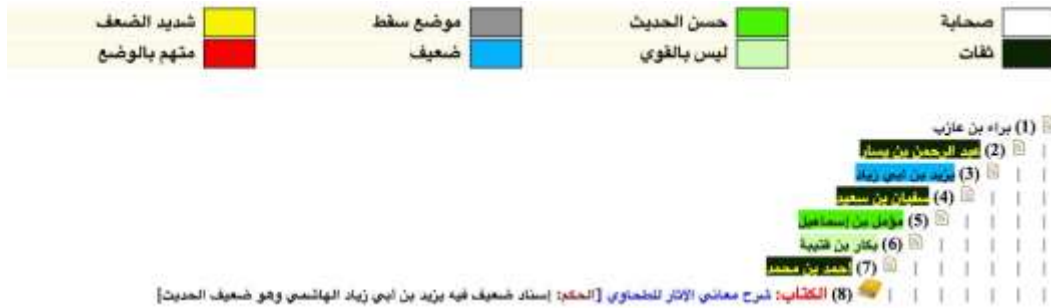 صحابة حسن الحديث موضع سقط شديد الضعف
ثقات ليس بالقوي ضعيف متهم بالوضع
(1) براء بن عازب
(2) عبد الرحمن بن يسار
(3) يزيد بن ابي زياد
(4) سفيان بن سعيد
(5) مؤمل بن إسماعيل
(6) بكار بن قتيبة
(7) احمد بن محمد
(8) الكتاب: شرح معاني الآثار للطحاوي [الحكم: إسناد ضعيف فيه يزيد بن ابي زياد الهاشمي وهو ضعيف الحديث]